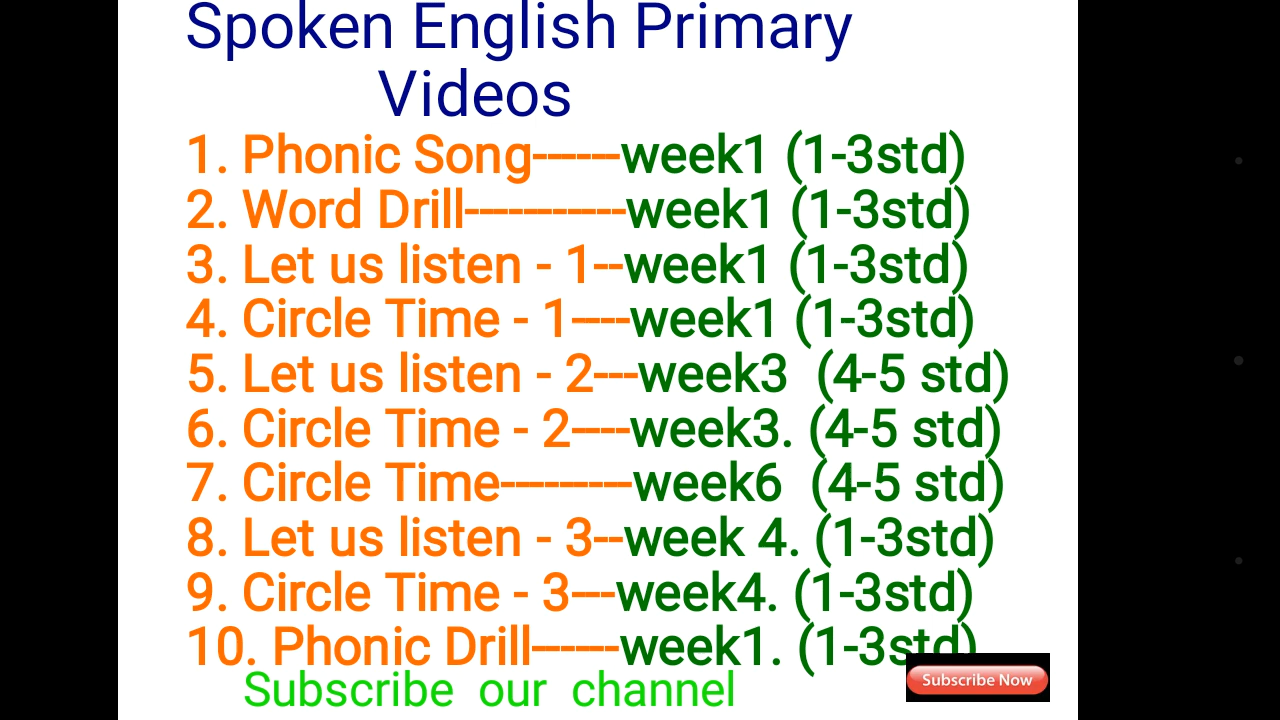 Spoken English Primary
Videos
1. Phonic Song------week1 (1-3std)
2. Word Drill-----------week1 (1-3std)
3. Let us listen - 1--week1 (1-3std)
4. Circle Time - 1----week1 (1-3std)
5. Let us listen - 2---week3 (4-5 std)
6. Circle Time - 2----week3. (4-5 std)
7. Circle Time---------week6 (4-5 std)
8. Let us listen - 3--week 4. (1-3std)
9. Circle Time - 3---week4. (1-3std)
10. Phonic Drill------week1. (1-3std)
Subscribe our channel
Subscribe Now